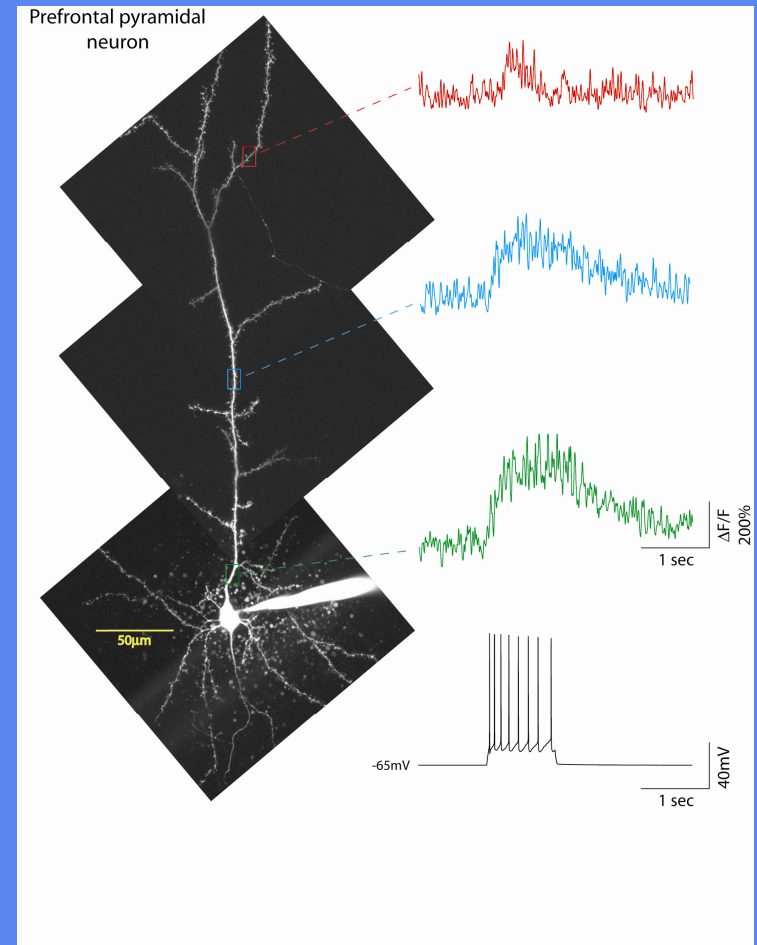 Prefrontal pyramidal
neuron
ΔF/F
200%
1 sec
50µm
-65mV
40mV
1 sec